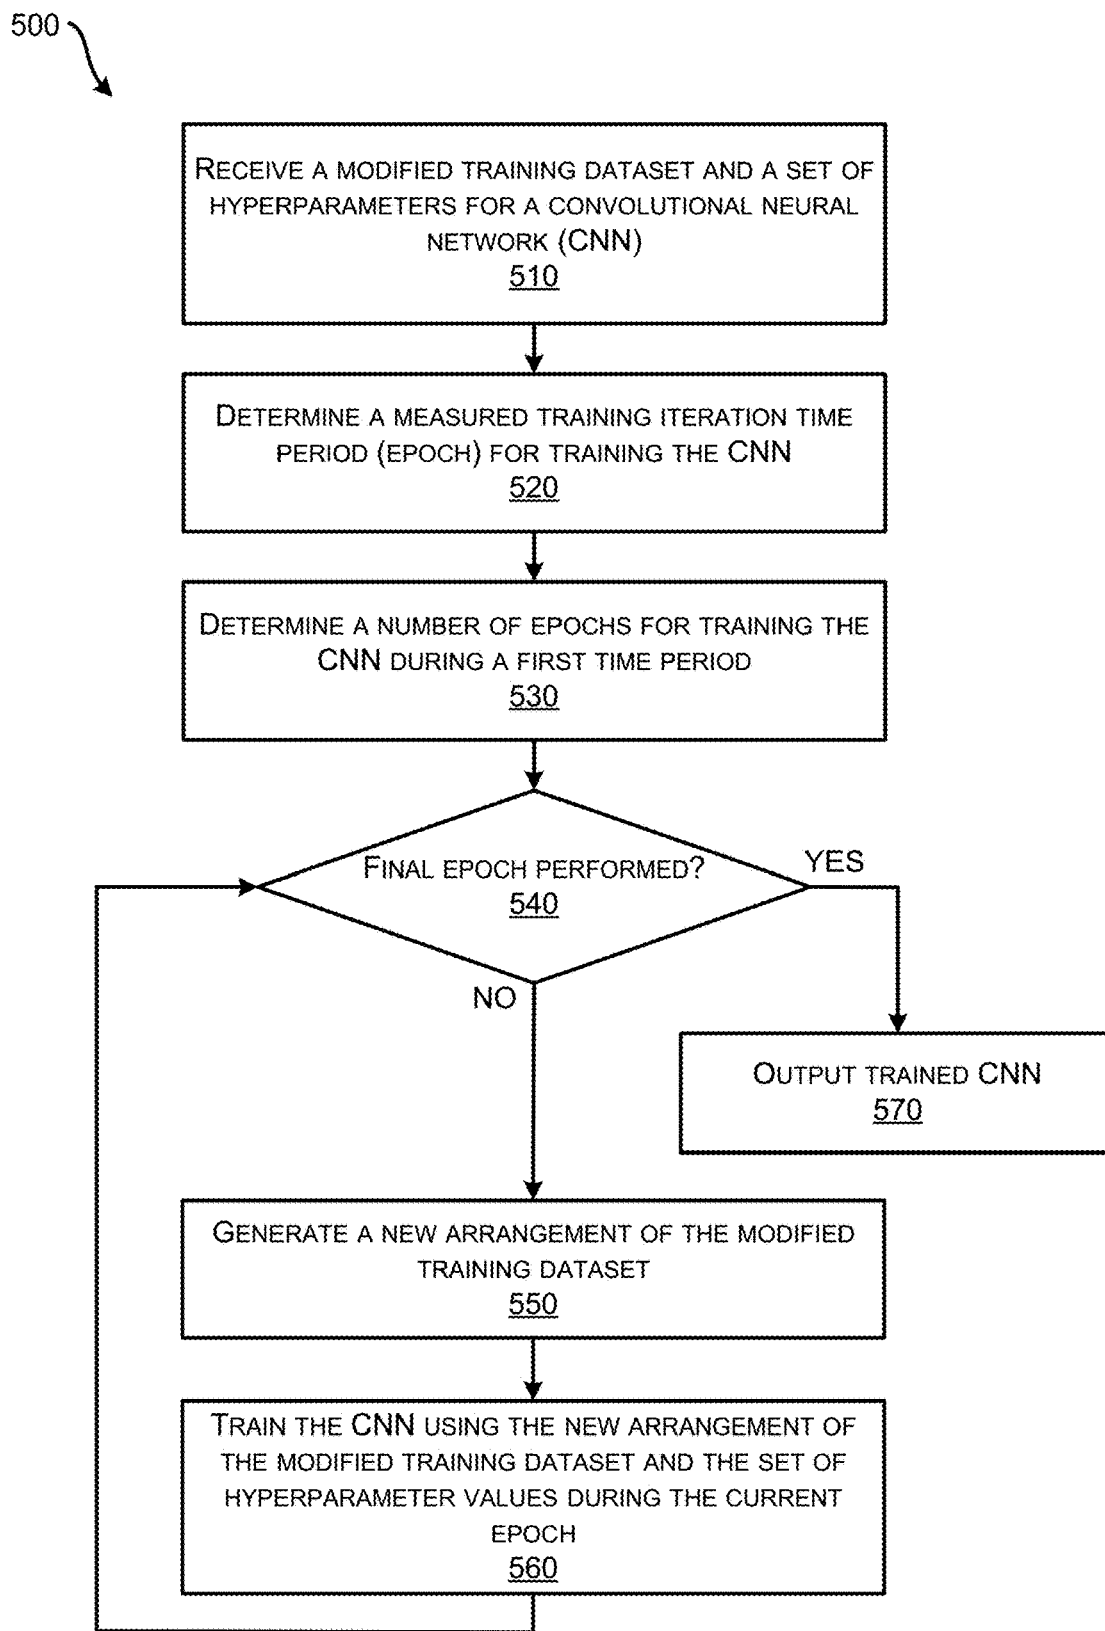 500
RECEIVE A MODIFIED TRAINING DATASET AND A SET OF
HYPERPARAMETERS FOR A CONVOLUTIONAL NEURAL
NETWORK (CNN)
510
DETERMINE A MEASURED TRAINING ITERATION TIME
PERIOD (EPOCH) FOR TRAINING THE CNN
520
DETERMINE A NUMBER OF EPOCHS FOR TRAINING THE
CNN DURING A FIRST TIME PERIOD
530
FINAL EPOCH PERFORMED?
540
YES
NO
OUTPUT TRAINED CNN
570
GENERATE A NEW ARRANGEMENT OF THE MODIFIED
TRAINING DATASET
550
TRAIN THE CNN USING THE NEW ARRANGEMENT OF
THE MODIFIED TRAINING DATASET AND THE SET OF
HYPERPARAMETER VALUES DURING THE CURRENT
EPOCH
560